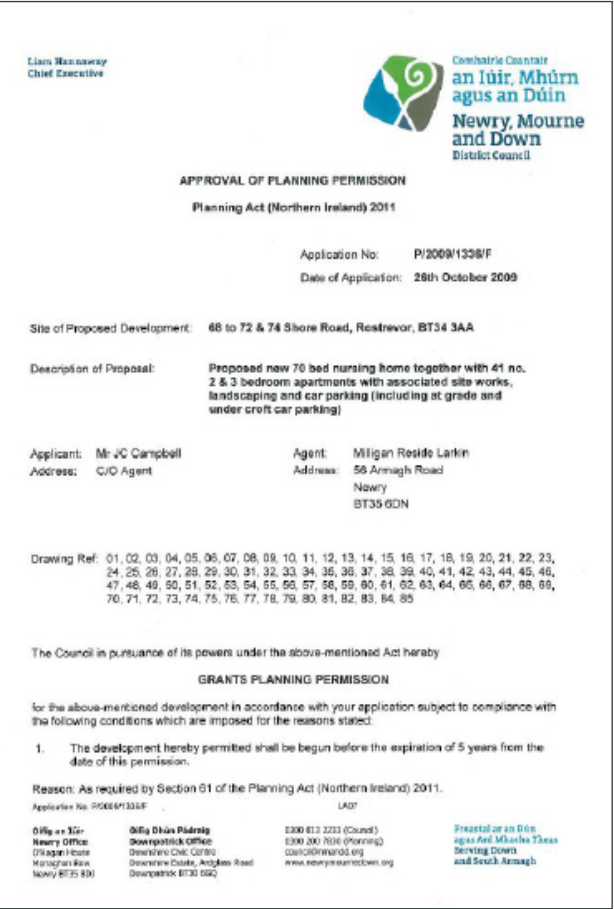 Liam Hannaway
Chief Executive
Comhairle Ceantair
an Iúir, Mhúrn
agus an Dúin
Newry, Mourne
and Down
District Council
APPROVAL OF PLANNING PERMISSION
Planning Act (Northern Ireland) 2011
Application No: P/2009/1336/F
Date of Application: 26th October 2009
Site of Proposed Development: 68 to 72 & 74 Shore Road, Rostrevor, BT34 3AA
Description of Proposal: Proposed new 70 bed nursing home together with 41 no.
2 & 3 bedroom apartments with associated site works,
landscaping and car parking (including at grade and
under croft car parking)
Applicant: Mr JC Campbell
Address: C/O Agent
Agent: Milligan Reside Larkin
Address: 56 Armagh Road
Newry
BT35 6DN
Drawing Ref: 01, 02, 03, 04, 05, 06, 07, 08, 09, 10, 11, 12, 13, 14, 15, 16, 17, 18, 19, 20, 21, 22, 23,
24, 25, 26, 27, 28, 29, 30, 31, 32, 33, 34, 35, 36, 37, 38, 39, 40, 41, 42, 43, 44, 45, 46,
47, 48, 49, 50, 51, 52, 53, 54, 55, 56, 57, 58, 59, 60, 61, 62, 63, 64, 65, 66, 67, 68, 69,
70, 71, 72, 73, 74, 75, 76, 77, 78, 79, 80, 81, 82, 83, 84, 85
The Council in pursuance of its powers under the above-mentioned Act hereby
GRANTS PLANNING PERMISSION
for the above-mentioned development in accordance with your application subject to compliance with
the following conditions which are imposed for the reasons stated:
1. The development hereby permitted shall be begun before the expiration of 5 years from the
date of this permission.
Reason: As required by Section 61 of the Planning Act (Northern Ireland) 2011.
Application No. P/2009/1336/F
LA07
Oifig an Iúir
Newry Office
O'Hagan House
Monaghan Row
Newry BT35 8DJ
Oifig Dhún Pádraig
Downpatrick Office
Downshire Civic Centre
Downshire Estate, Ardglass Road
Downpatrick BT30 6GQ
0300 013 2233 (Council)
0300 200 7830 (Planning)
council@nmandd.org
www.newrymournedown.org
Freastal ar an Dún
agus Ard Mhacha Theas
Serving Down
and South Armagh